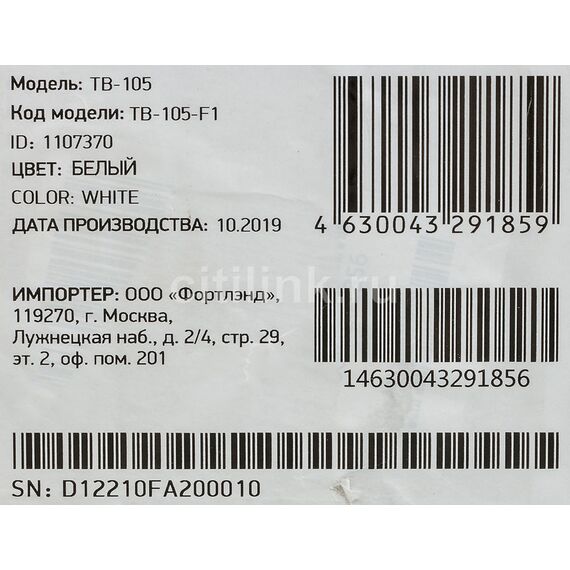 Модель: TB-105
Код модели: TB-105-F1
ID: 1107370
ЦВЕТ: БЕЛЫЙ
COLOR: WHITE
ДАТА ПРОИЗВОДСТВА: 10.2019
4 630043 291859
citilink.ru
ИМПОРТЕР: ООО «Фортлэнд»,
119270, г. Москва,
Лужнецкая наб., д. 2/4, стр. 29,
эт. 2, оф. пом. 201
14630043291856
SN: D12210FA200010